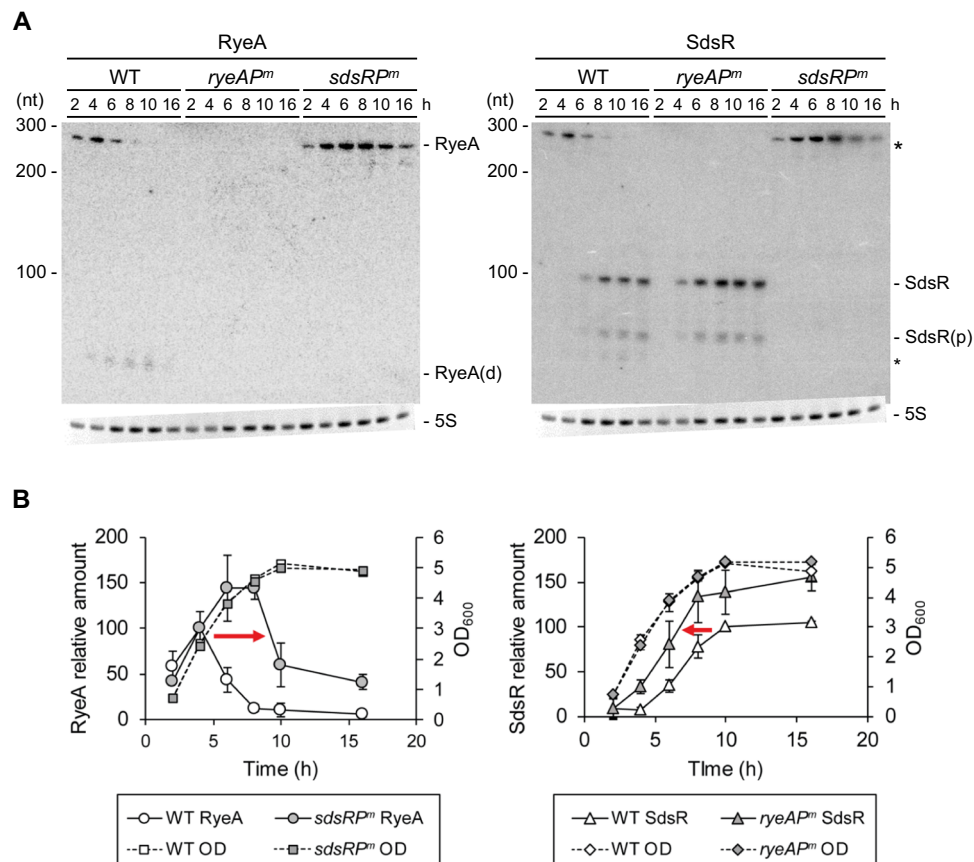 A
RyeA
SdsR
WT ryeAPᵐ sdsRPᵐ
WT ryeAPᵐ sdsRPᵐ
(nt) 2 4 6 8 10 16 2 4 6 8 10 16 2 4 6 8 10 16 h
(nt) 2 4 6 8 10 16 2 4 6 8 10 16 2 4 6 8 10 16 h
300 -
- RyeA
200 -
100 -
- RyeA(d)
- 5S
300 -
*
200 -
100 -
- SdsR
- SdsR(p)
*
- 5S
B
RyeA relative amount
200
150
100
50
0
0 5 10 15 20
Time (h)
6
5
4
3
2
1
0
OD₆₀₀
WT RyeA sdsRPᵐ RyeA
WT OD sdsRPᵐ OD
SdsR relative amount
200
150
100
50
0
0 5 10 15 20
TIme (h)
6
5
4
3
2
1
0
OD₆₀₀
WT SdsR ryeAPᵐ SdsR
WT OD ryeAPᵐ OD